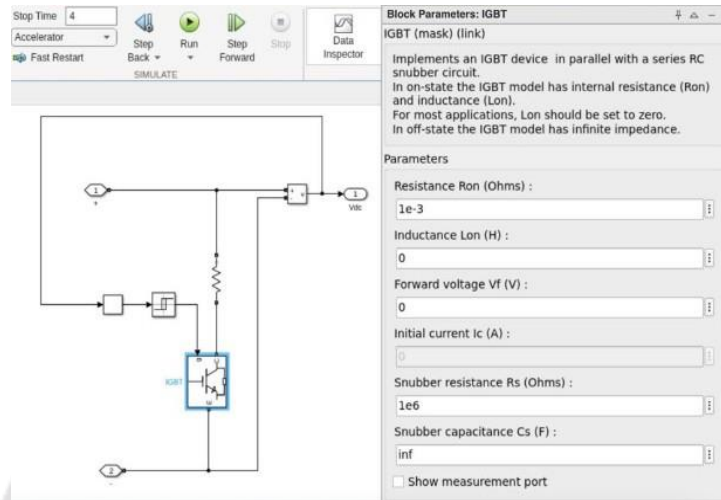 Stop Time 4
Accelerator
Fast Restart
Step Back
Run
Step Forward
Stop
Data Inspector
SIMULATE
1
+
+
-
v
1
Vdc
g
C
E
IGBT
2
-
Block Parameters: IGBT
IGBT (mask) (link)
Implements an IGBT device in parallel with a series RC
snubber circuit.
In on-state the IGBT model has internal resistance (Ron)
and inductance (Lon).
For most applications, Lon should be set to zero.
In off-state the IGBT model has infinite impedance.
Parameters
Resistance Ron (Ohms) :
1e-3
Inductance Lon (H) :
0
Forward voltage Vf (V) :
0
Initial current Ic (A) :
0
Snubber resistance Rs (Ohms) :
1e6
Snubber capacitance Cs (F) :
inf
Show measurement port